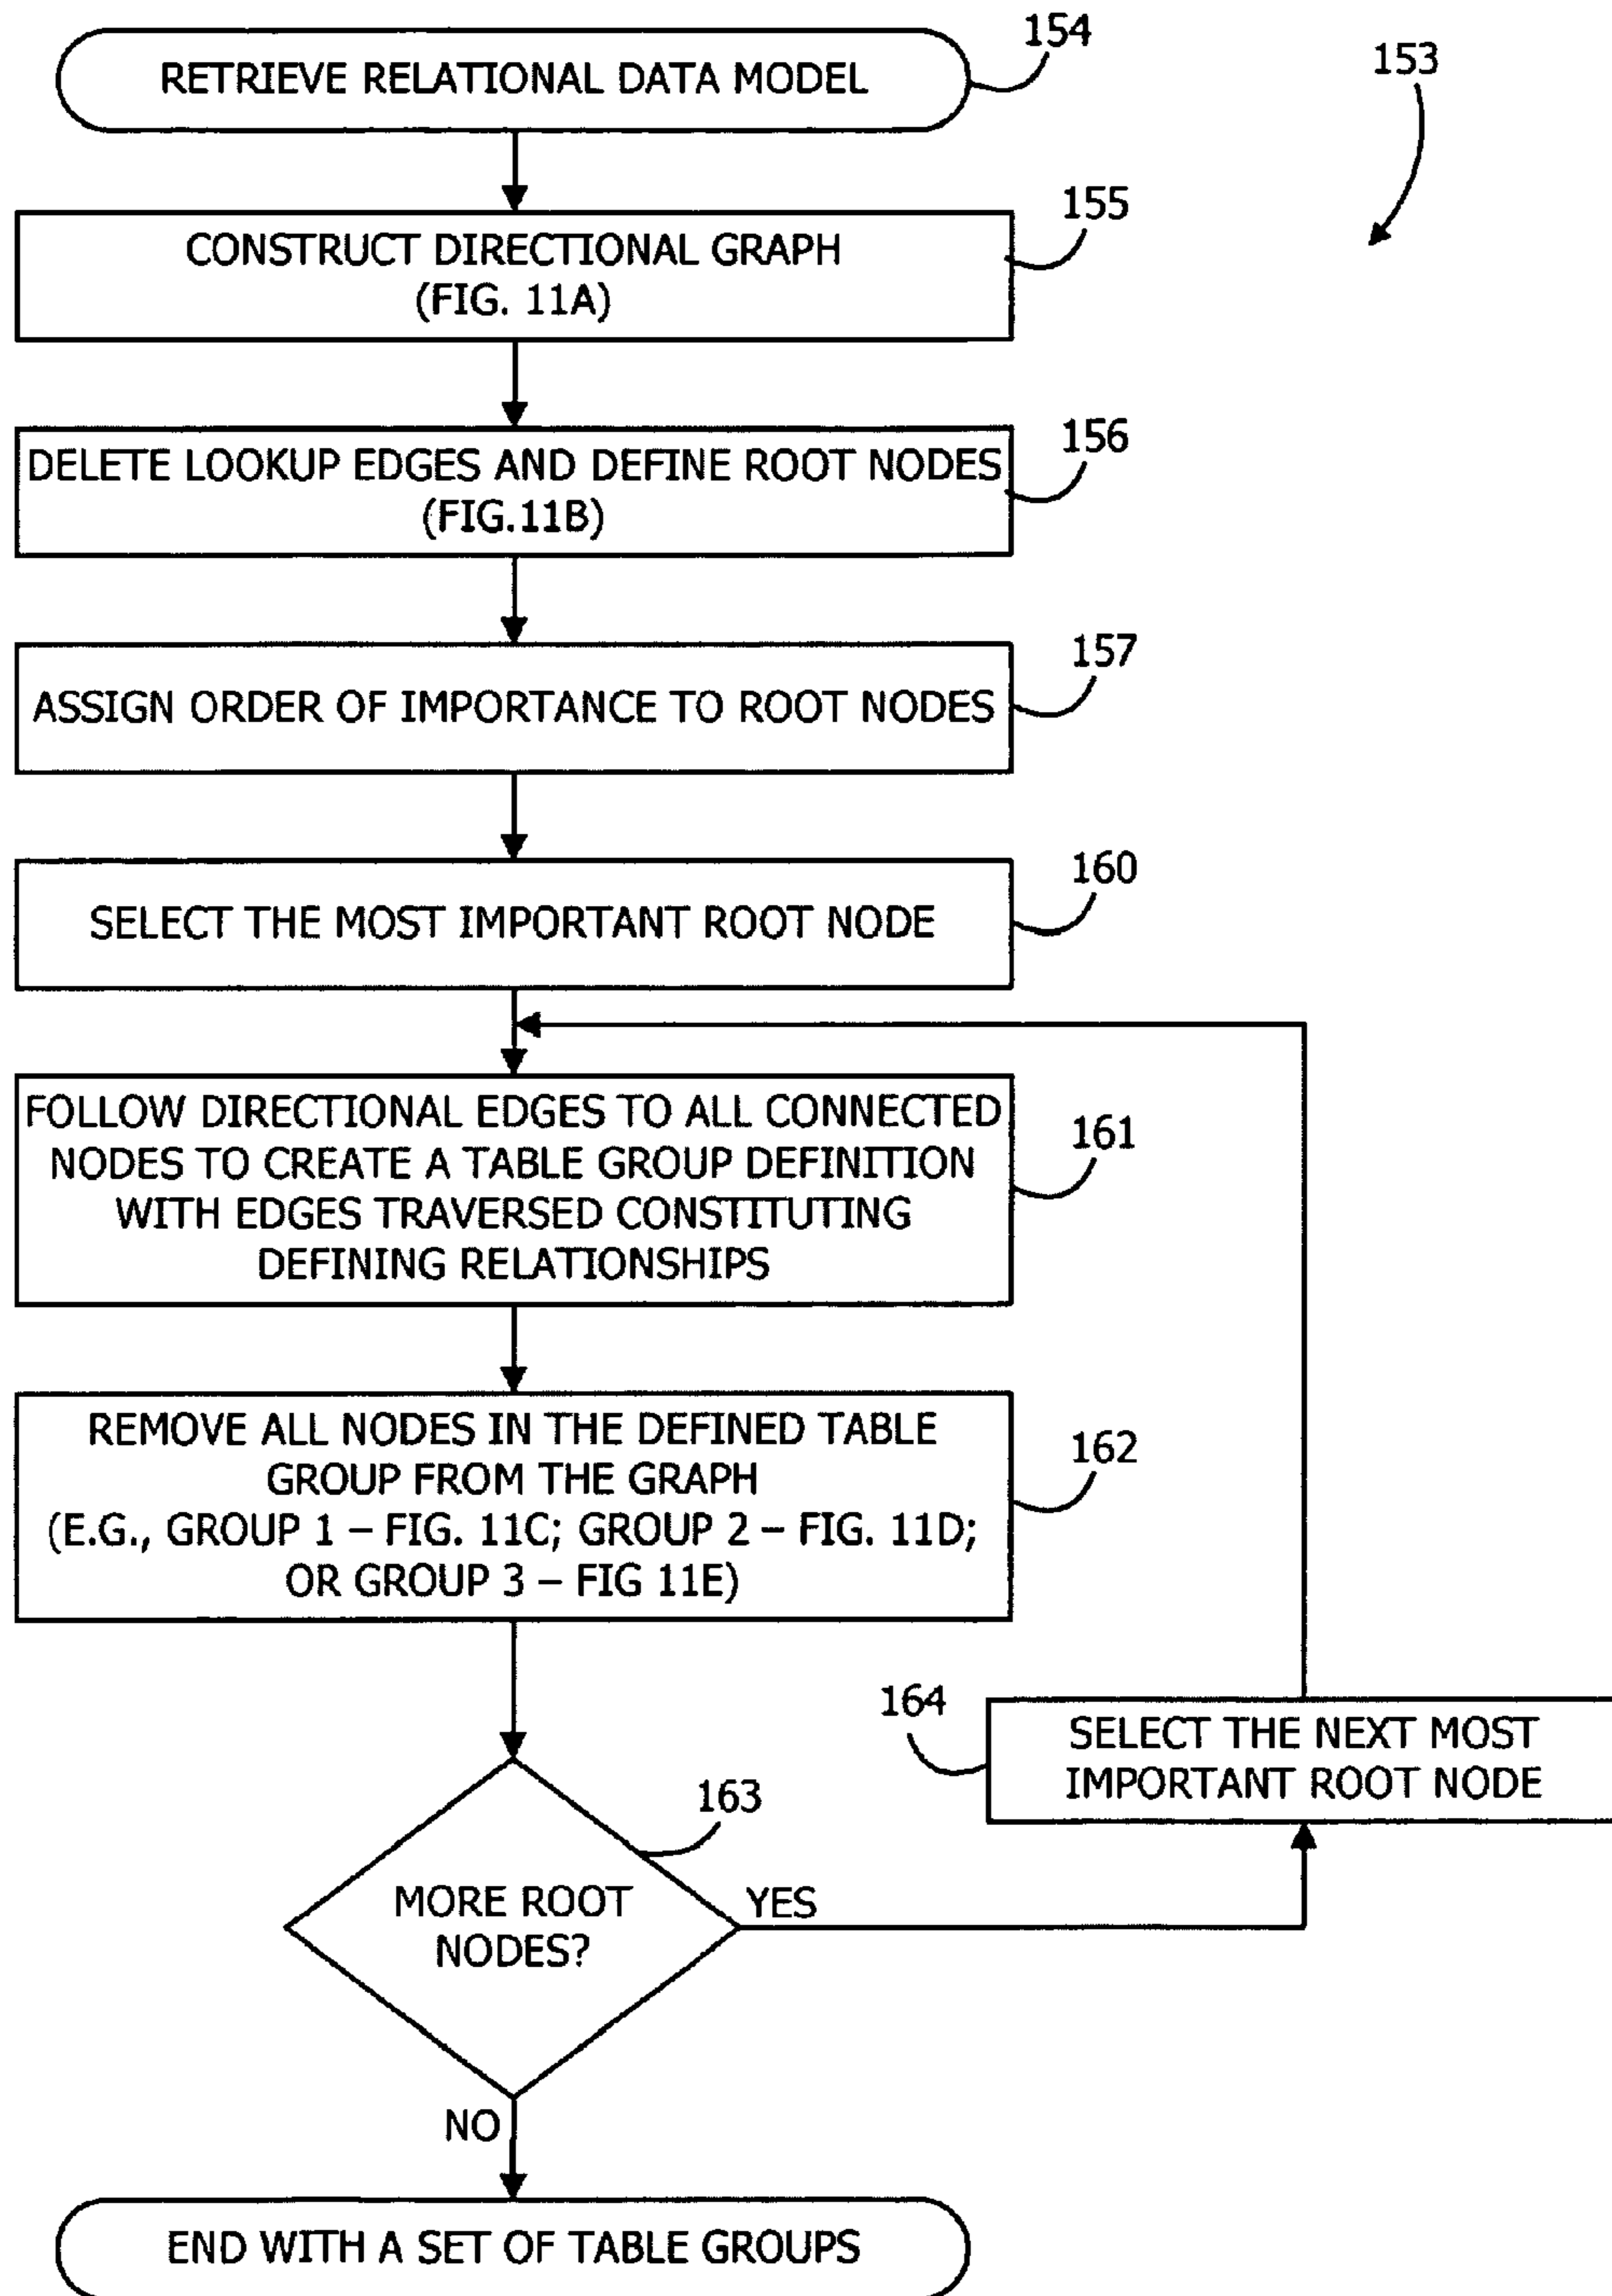 154
RETRIEVE RELATIONAL DATA MODEL
153
155
CONSTRUCT DIRECTIONAL GRAPH
(FIG. 11A)
156
DELETE LOOKUP EDGES AND DEFINE ROOT NODES
(FIG.11B)
157
ASSIGN ORDER OF IMPORTANCE TO ROOT NODES
160
SELECT THE MOST IMPORTANT ROOT NODE
FOLLOW DIRECTIONAL EDGES TO ALL CONNECTED
NODES TO CREATE A TABLE GROUP DEFINITION
WITH EDGES TRAVERSED CONSTITUTING
DEFINING RELATIONSHIPS
161
REMOVE ALL NODES IN THE DEFINED TABLE
GROUP FROM THE GRAPH
(E.G., GROUP 1 – FIG. 11C; GROUP 2 – FIG. 11D;
OR GROUP 3 – FIG 11E)
162
164
SELECT THE NEXT MOST
IMPORTANT ROOT NODE
163
MORE ROOT
NODES?
YES
NO
END WITH A SET OF TABLE GROUPS